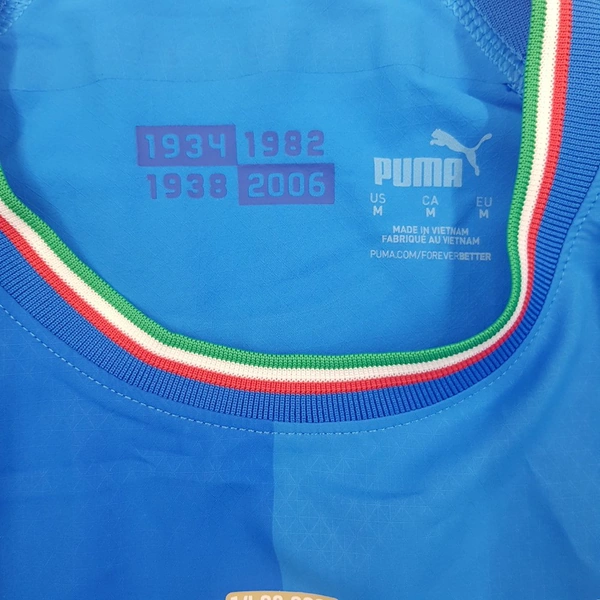 1934 1982
1938 2006
PUMA
US CA EU
M M M
MADE IN VIETNAM
FABRIQUÉ AU VIETNAM
PUMA.COM/FOREVERBETTER